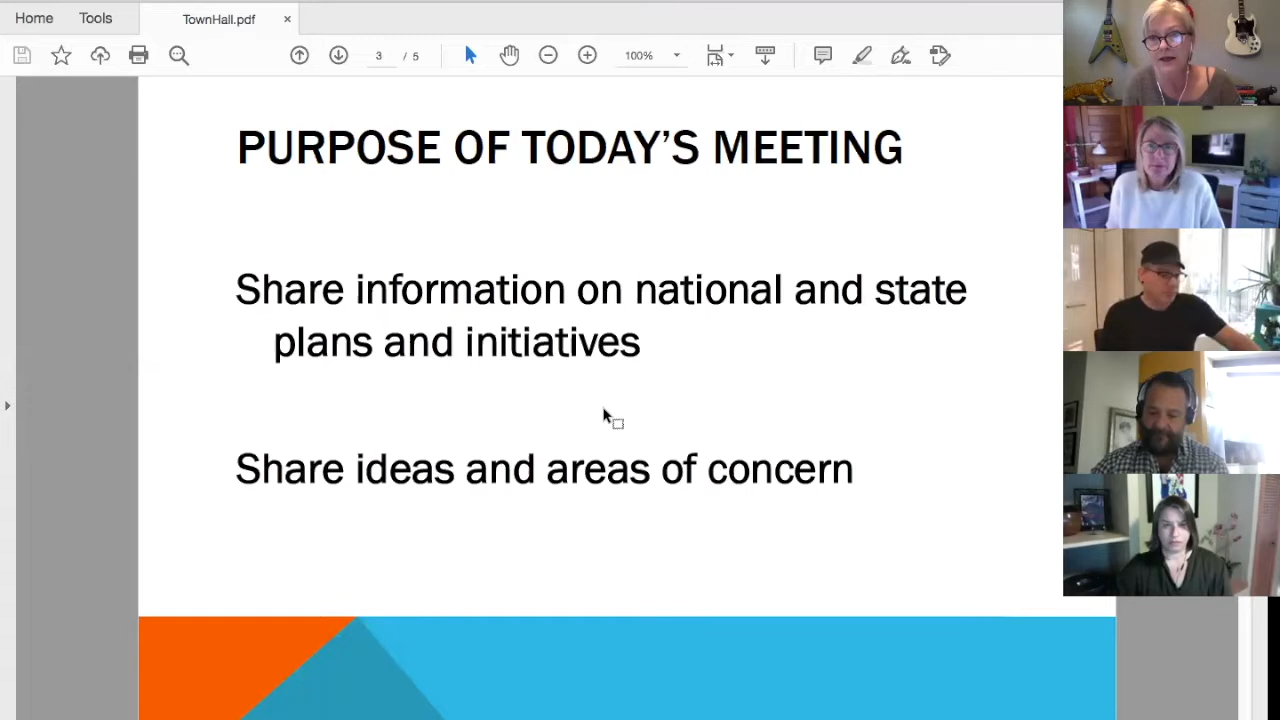 Home
Tools
TownHall.pdf
3 / 5
100%
PURPOSE OF TODAY'S MEETING
Share information on national and state
plans and initiatives
Share ideas and areas of concern